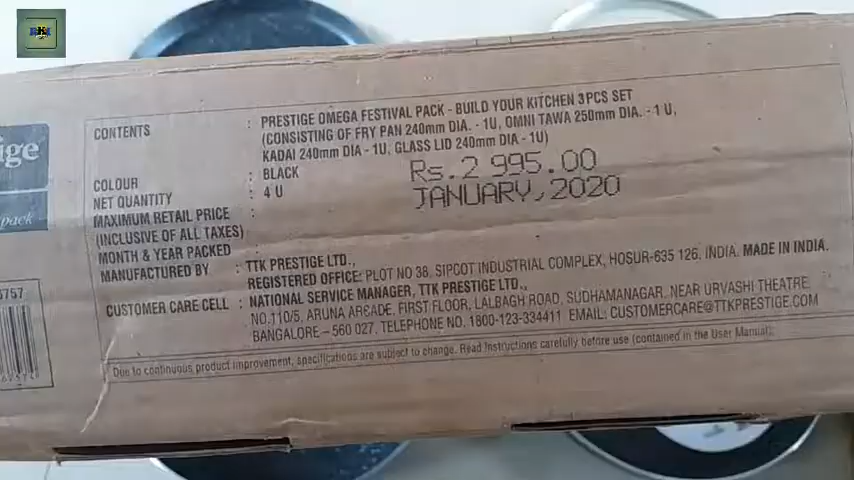 ige
pack
CONTENTS : PRESTIGE OMEGA FESTIVAL PACK - BUILD YOUR KITCHEN 3PCS SET
(CONSISTING OF FRY PAN 240mm DIA. - 1U, OMNI TAWA 250mm DIA. - 1 U,
KADAI 240mm DIA - 1U, GLASS LID 240mm DIA - 1U)
COLOUR : BLACK
NET QUANTITY : 4 U
MAXIMUM RETAIL PRICE : Rs.2 995.00
(INCLUSIVE OF ALL TAXES)
MONTH & YEAR PACKED JANUARY, 2020
MANUFACTURED BY : TTK PRESTIGE LTD.,
REGISTERED OFFICE: PLOT NO 38, SIPCOT INDUSTRIAL COMPLEX, HOSUR-635 126. INDIA. MADE IN INDIA.
CUSTOMER CARE CELL : NATIONAL SERVICE MANAGER, TTK PRESTIGE LTD.,
NO.110/5, ARUNA ARCADE, FIRST FLOOR, LALBAGH ROAD, SUDHAMANAGAR, NEAR URVASHI THEATRE,
BANGALORE - 560 027. TELEPHONE NO. 1800-123-334411 EMAIL: CUSTOMERCARE@TTKPRESTIGE.COM
Due to continuous product improvement, specifications are subject to change. Read Instructions carefully before use (contained in the User Manual)